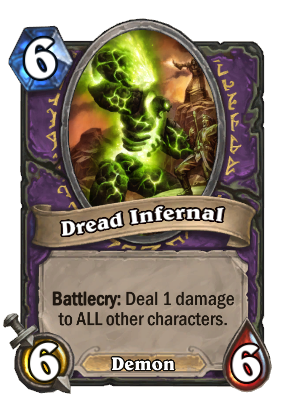 6
Dread Infernal
Battlecry: Deal 1 damage
to ALL other characters.
6
Demon
6